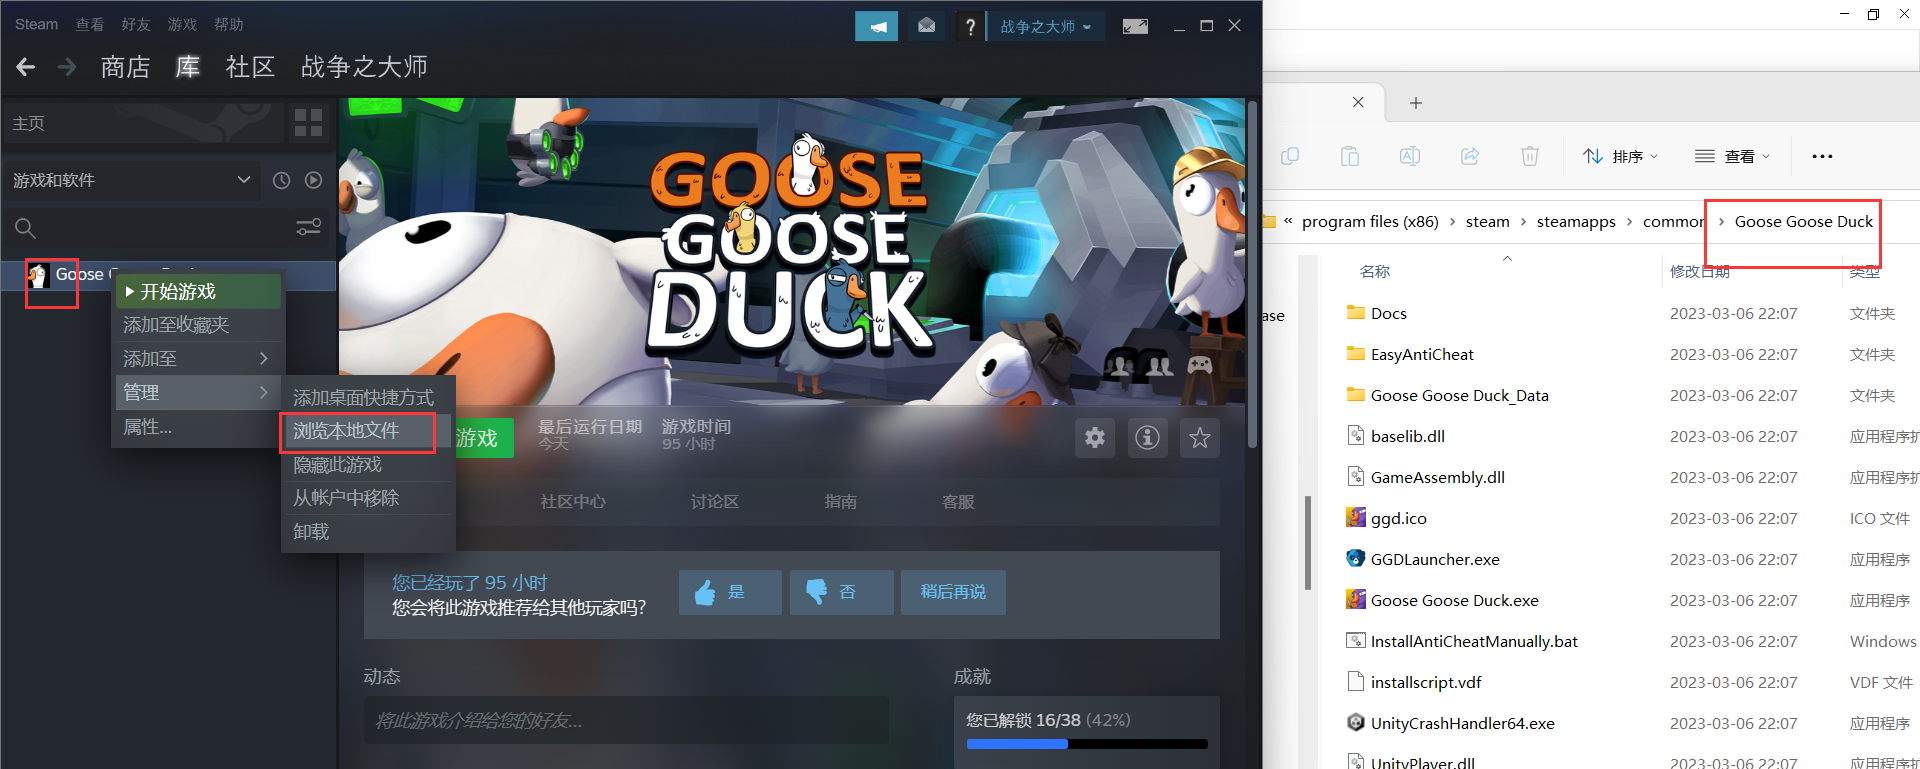 Steam 查看 好友 游戏 帮助
?
战争之大师
商店 库 社区 战争之大师
主页
游戏和软件
Goose G
开始游戏
添加至收藏夹
添加至
管理
属性...
添加桌面快捷方式
浏览本地文件
隐藏此游戏
从帐户中移除
卸载
GOOSE
GOOSE
DUCK
游戏
最后运行日期
今天
游戏时间
95 小时
社区中心 讨论区 指南 客服
您已经玩了 95 小时
您会将此游戏推荐给其他玩家吗?
是
否
稍后再说
动态
将此游戏介绍给您的好友...
成就
您已解锁 16/38 (42%)
排序
查看
« program files (x86) › steam › steamapps › common › Goose Goose Duck
名称 修改日期 类型
ase
Docs 2023-03-06 22:07 文件夹
EasyAntiCheat 2023-03-06 22:07 文件夹
Goose Goose Duck_Data 2023-03-06 22:07 文件夹
baselib.dll 2023-03-06 22:07 应用程序扩
GameAssembly.dll 2023-03-06 22:07 应用程序扩
ggd.ico 2023-03-06 22:07 ICO 文件
GGDLauncher.exe 2023-03-06 22:07 应用程序
Goose Goose Duck.exe 2023-03-06 22:07 应用程序
InstallAntiCheatManually.bat 2023-03-06 22:07 Windows
installscript.vdf 2023-03-06 22:07 VDF 文件
UnityCrashHandler64.exe 2023-03-06 22:07 应用程序
UnityPlayer.dll 2023-03-06 22:07 应用程序扩